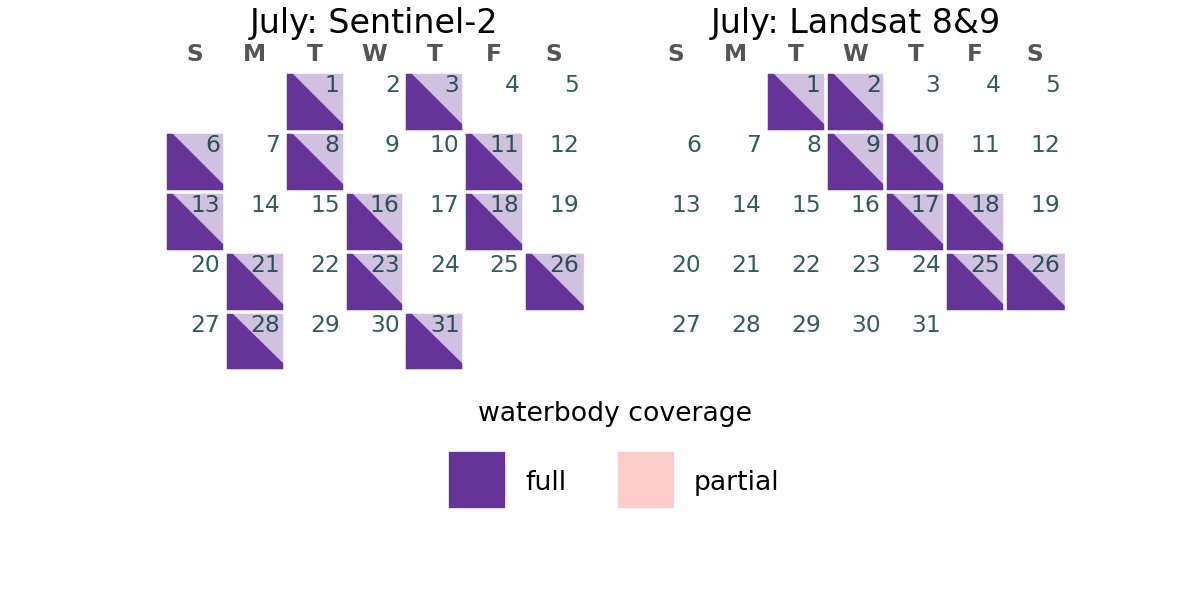 July: Sentinel-2
S M T W T F S
1 2 3 4 5
6 7 8 9 10 11 12
13 14 15 16 17 18 19
20 21 22 23 24 25 26
27 28 29 30 31
July: Landsat 8&9
S M T W T F S
1 2 3 4 5
6 7 8 9 10 11 12
13 14 15 16 17 18 19
20 21 22 23 24 25 26
27 28 29 30 31
waterbody coverage
full partial